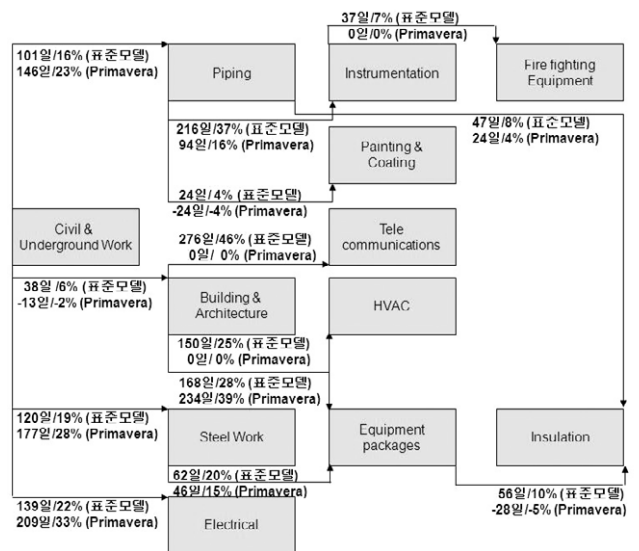 37일/7% (표준모델)
0일/0% (Primavera)
101일/16% (표준모델)
146일/23% (Primavera)
Piping
Instrumentation
Fire fighting
Equipment
216일/37% (표준모델)
94일/16% (Primavera)
47일/8% (표준모델)
24일/4% (Primavera)
Painting &
Coating
24일/ 4% (표준모델)
-24일/-4% (Primavera)
Civil &
Underground Work
276일/46% (표준모델)
0일/ 0% (Primavera)
Tele
communications
38일 /6% (표준모델)
-13일/-2% (Primavera)
Building &
Architecture
HVAC
150일/25% (표준모델)
0일/ 0% (Primavera)
168일/28% (표준모델)
234일/39% (Primavera)
120일/19% (표준모델)
177일/28% (Primavera)
Steel Work
Equipment
packages
Insulation
62일/20% (표준모델)
46일/15% (Primavera)
56일/10% (표준모델)
-28일/-5% (Primavera)
139일/22% (표준모델)
209일/33% (Primavera)
Electrical